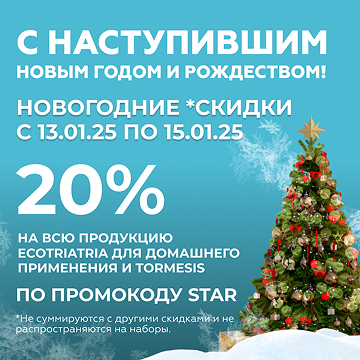 С НАСТУПИВШИМ
НОВЫМ ГОДОМ И РОЖДЕСТВОМ!
НОВОГОДНИЕ *СКИДКИ
С 13.01.25 ПО 15.01.25
20%
НА ВСЮ ПРОДУКЦИЮ
ECOTRIATRIA ДЛЯ ДОМАШНЕГО
ПРИМЕНЕНИЯ И TORMESIS
ПО ПРОМОКОДУ STAR
*Не суммируются с другими скидками и не
распространяются на наборы.